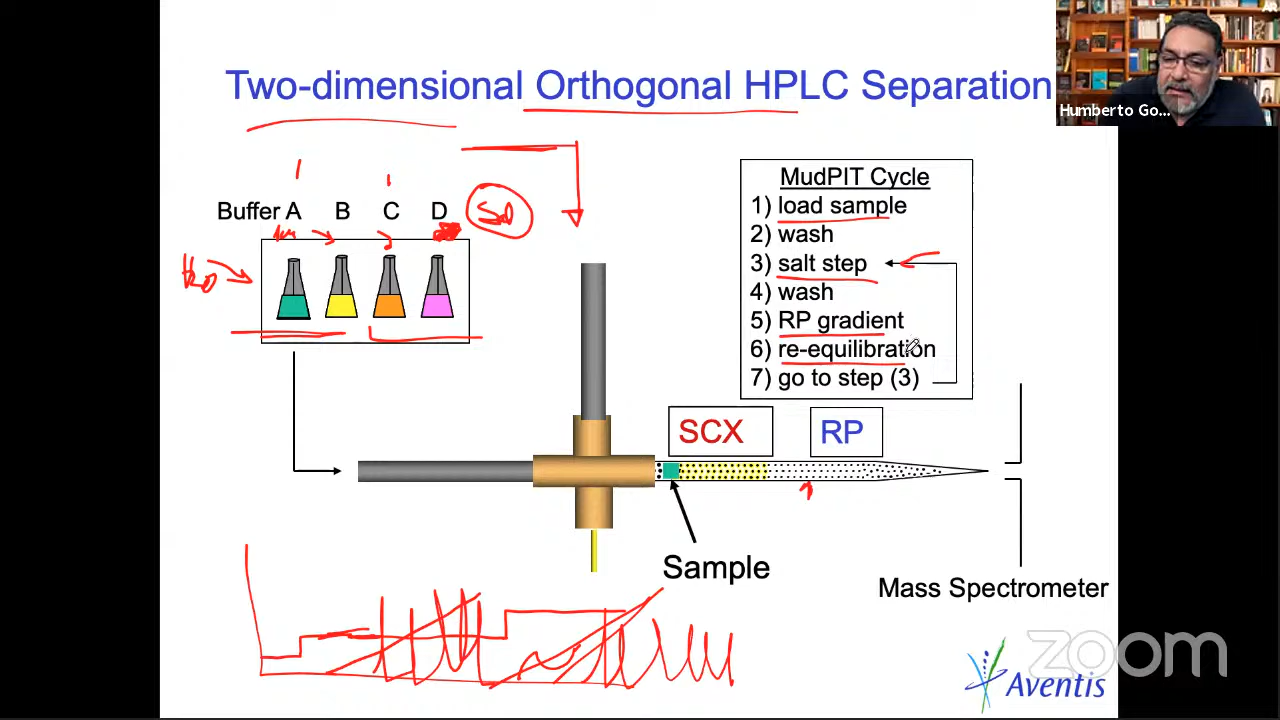 Two-dimensional Orthogonal HPLC Separation
Humberto Go...
Buffer A B C D
MudPIT Cycle
1) load sample
2) wash
3) salt step
4) wash
5) RP gradient
6) re-equilibration
7) go to step (3)
SCX
RP
Sample
Mass Spectrometer
zoom
Aventis